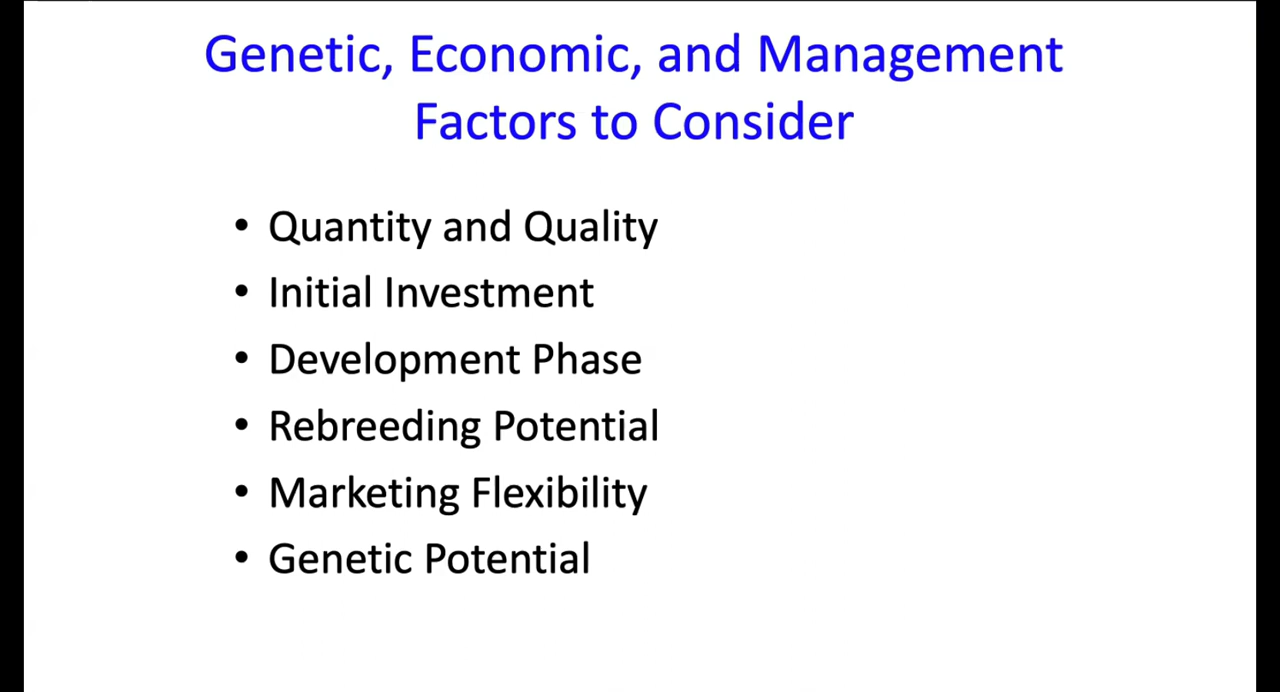 Genetic, Economic, and Management
Factors to Consider
• Quantity and Quality
• Initial Investment
• Development Phase
• Rebreeding Potential
• Marketing Flexibility
• Genetic Potential